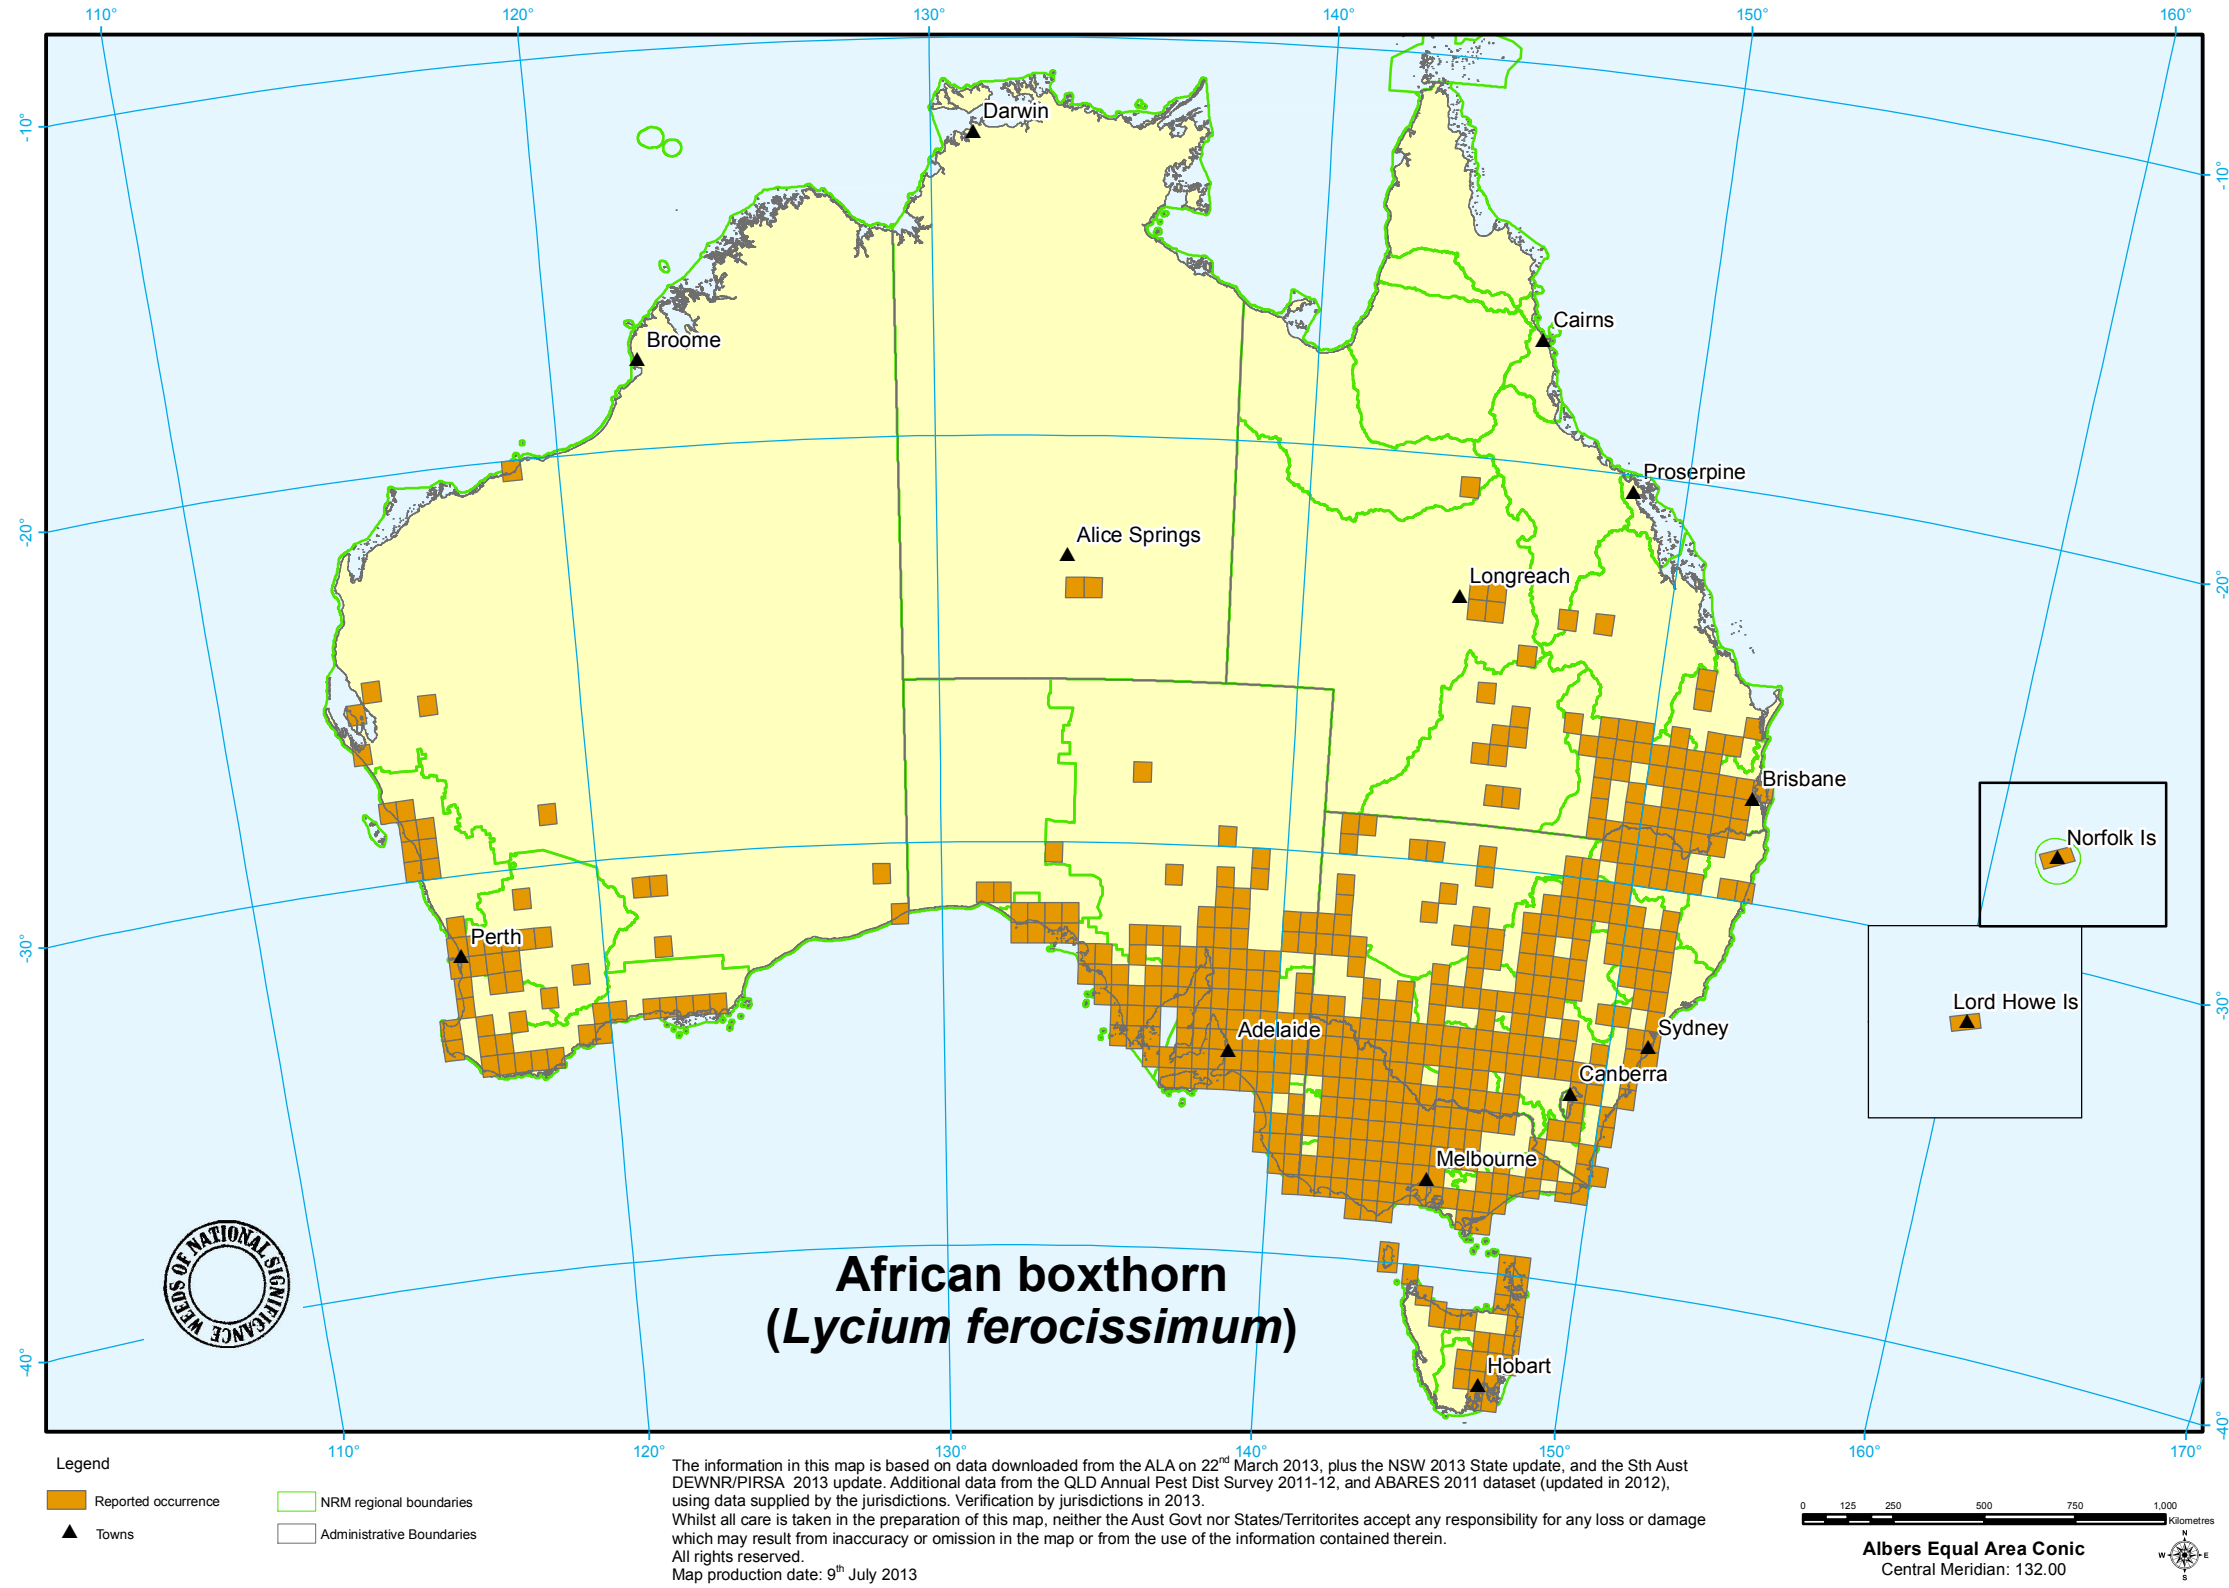 110° 120° 130° 140° 150° 160°
-10° -10°
Darwin
Cairns
Broome
Proserpine
-20° -20°
Alice Springs
Longreach
Brisbane
Norfolk Is
Perth
-30° -30°
Lord Howe Is
Adelaide
Sydney
Canberra
Melbourne
WEEDS OF NATIONAL SIGNIFICANCE
African boxthorn
(Lycium ferocissimum)
Hobart
-40° -40°
110° 120° 130° 140° 150° 160° 170°
Legend
Reported occurrence
NRM regional boundaries
Towns
Administrative Boundaries
The information in this map is based on data downloaded from the ALA on 22nd March 2013, plus the NSW 2013 State update, and the Sth Aust
DEWNR/PIRSA 2013 update. Additional data from the QLD Annual Pest Dist Survey 2011-12, and ABARES 2011 dataset (updated in 2012),
using data supplied by the jurisdictions. Verification by jurisdictions in 2013.
Whilst all care is taken in the preparation of this map, neither the Aust Govt nor States/Territorites accept any responsibility for any loss or damage
which may result from inaccuracy or omission in the map or from the use of the information contained therein.
All rights reserved.
Map production date: 9th July 2013
0 125 250 500 750 1,000
Kilometres
Albers Equal Area Conic
Central Meridian: 132.00
N
W E
S